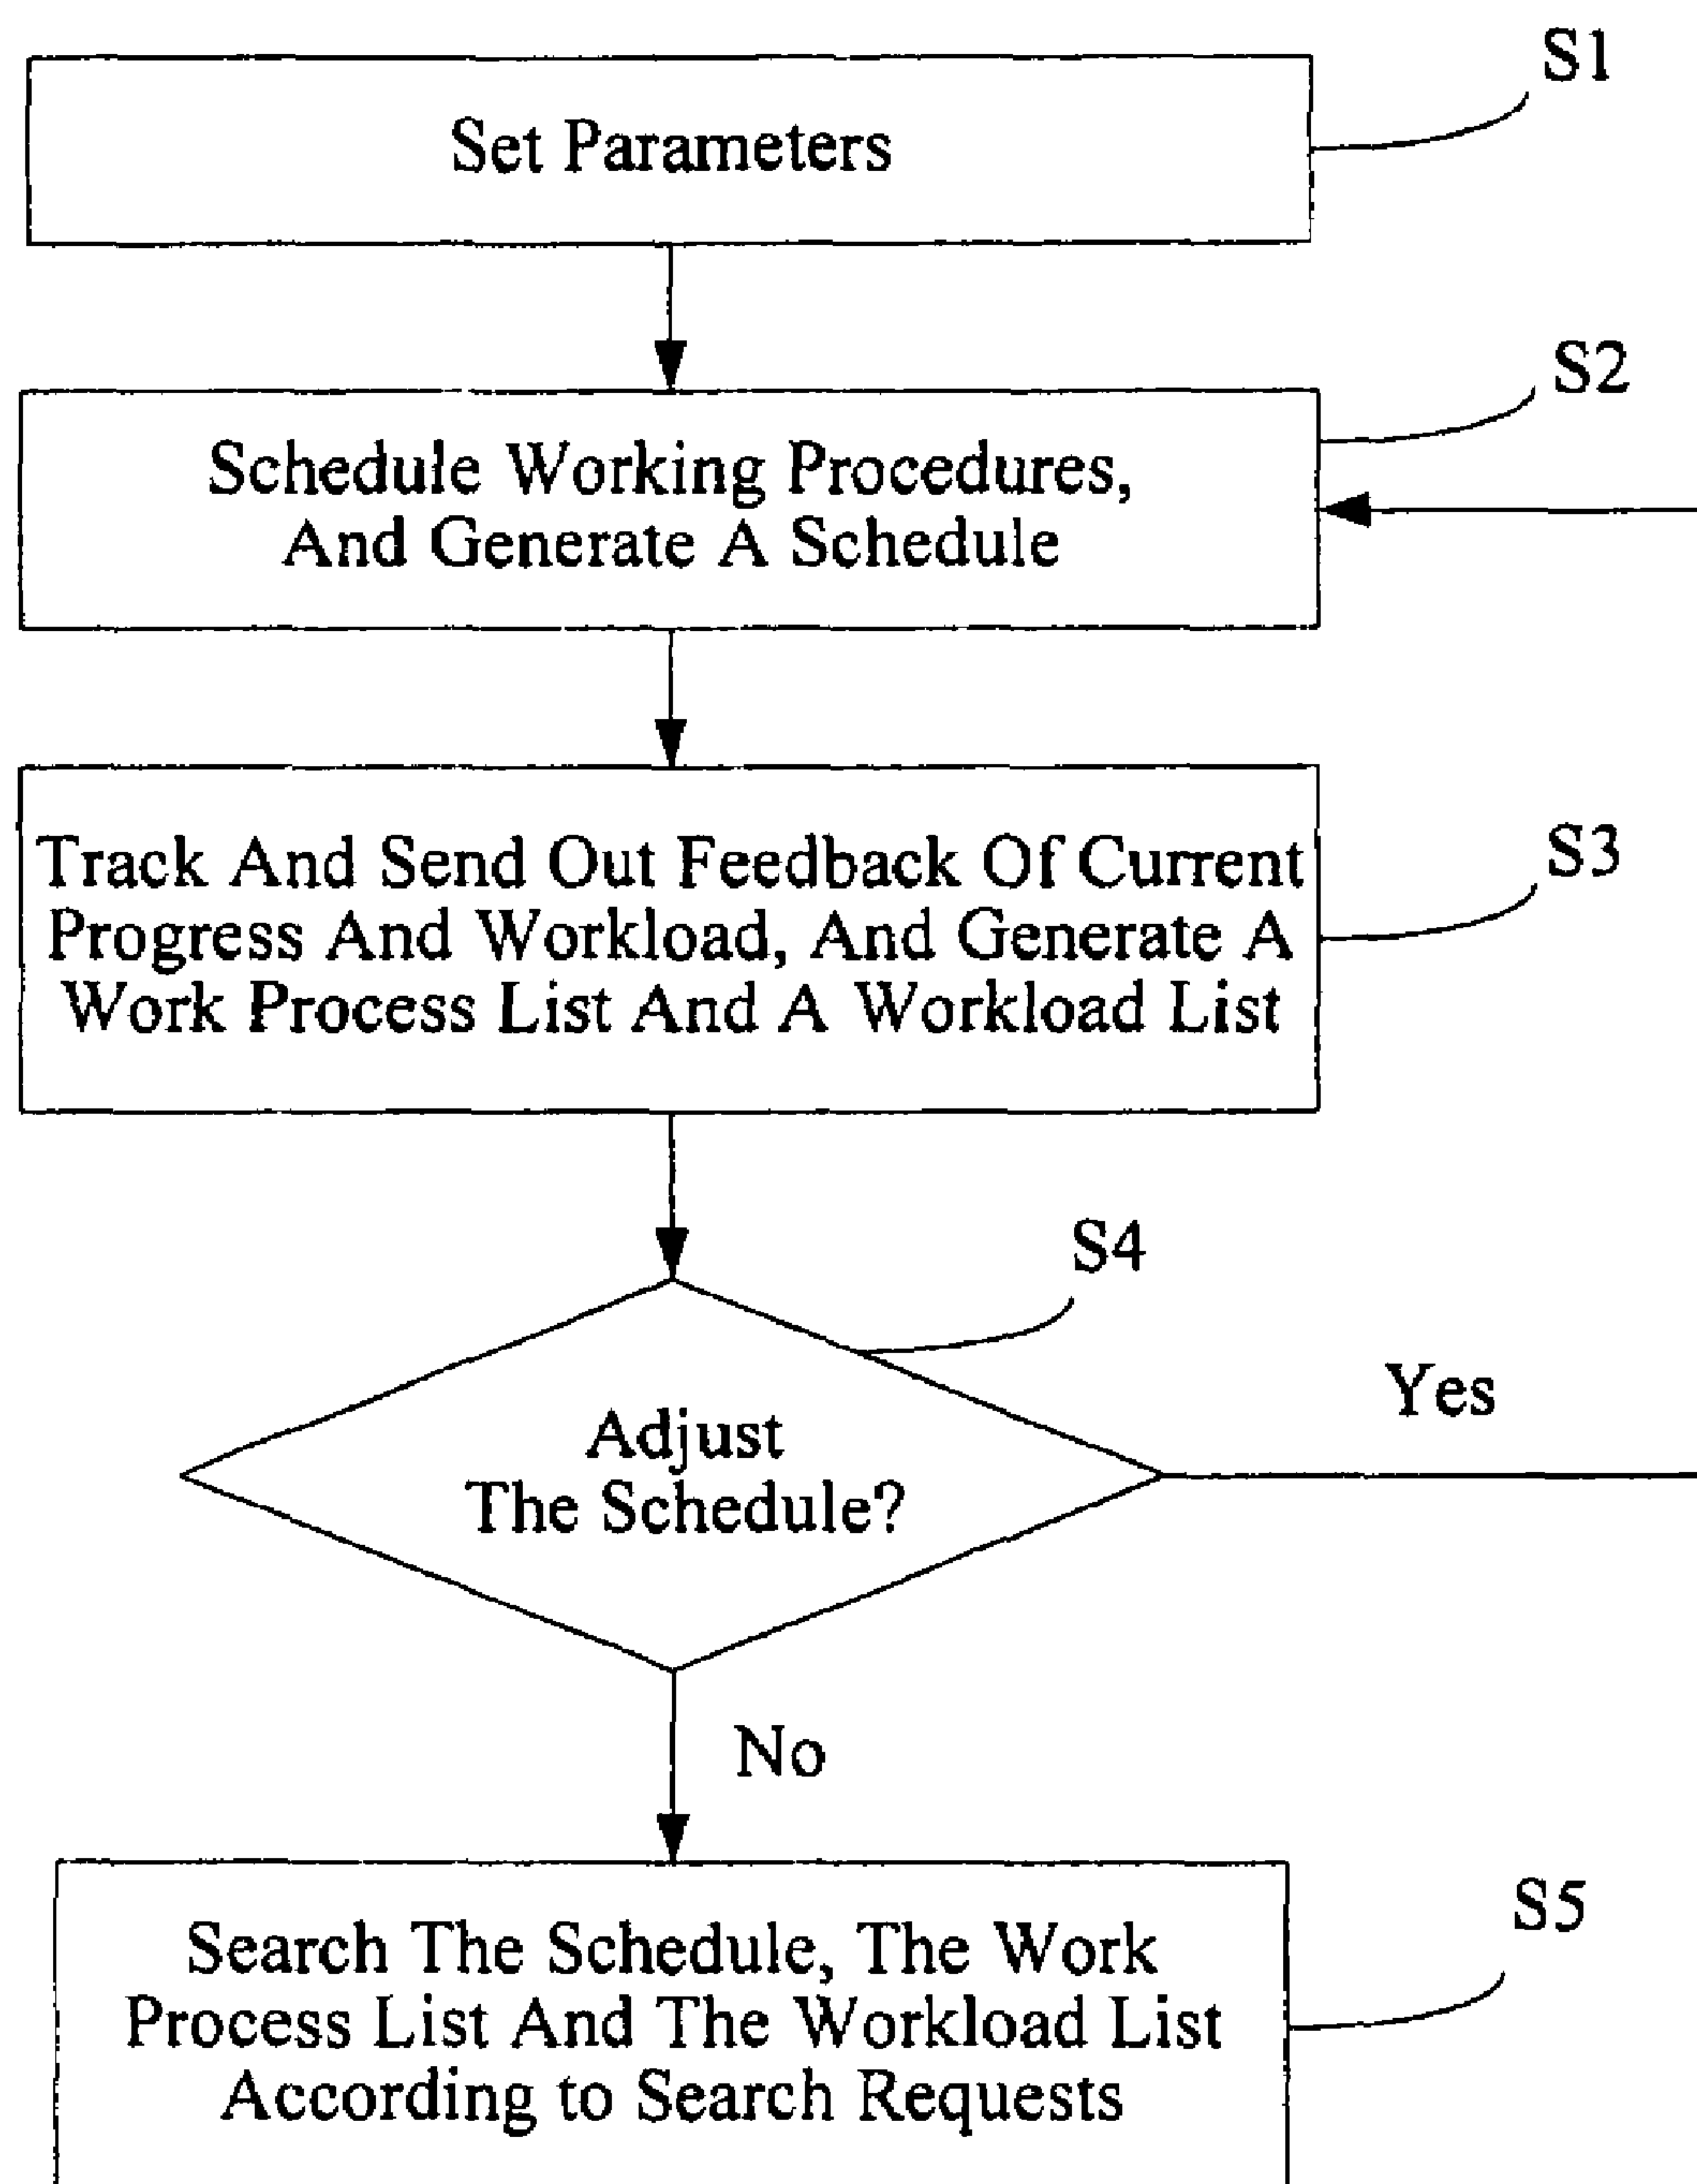 S1
Set Parameters
S2
Schedule Working Procedures,
And Generate A Schedule
S3
Track And Send Out Feedback Of Current
Progress And Workload, And Generate A
Work Process List And A Workload List
S4
Adjust
The Schedule?
Yes
No
S5
Search The Schedule, The Work
Process List And The Workload List
According to Search Requests